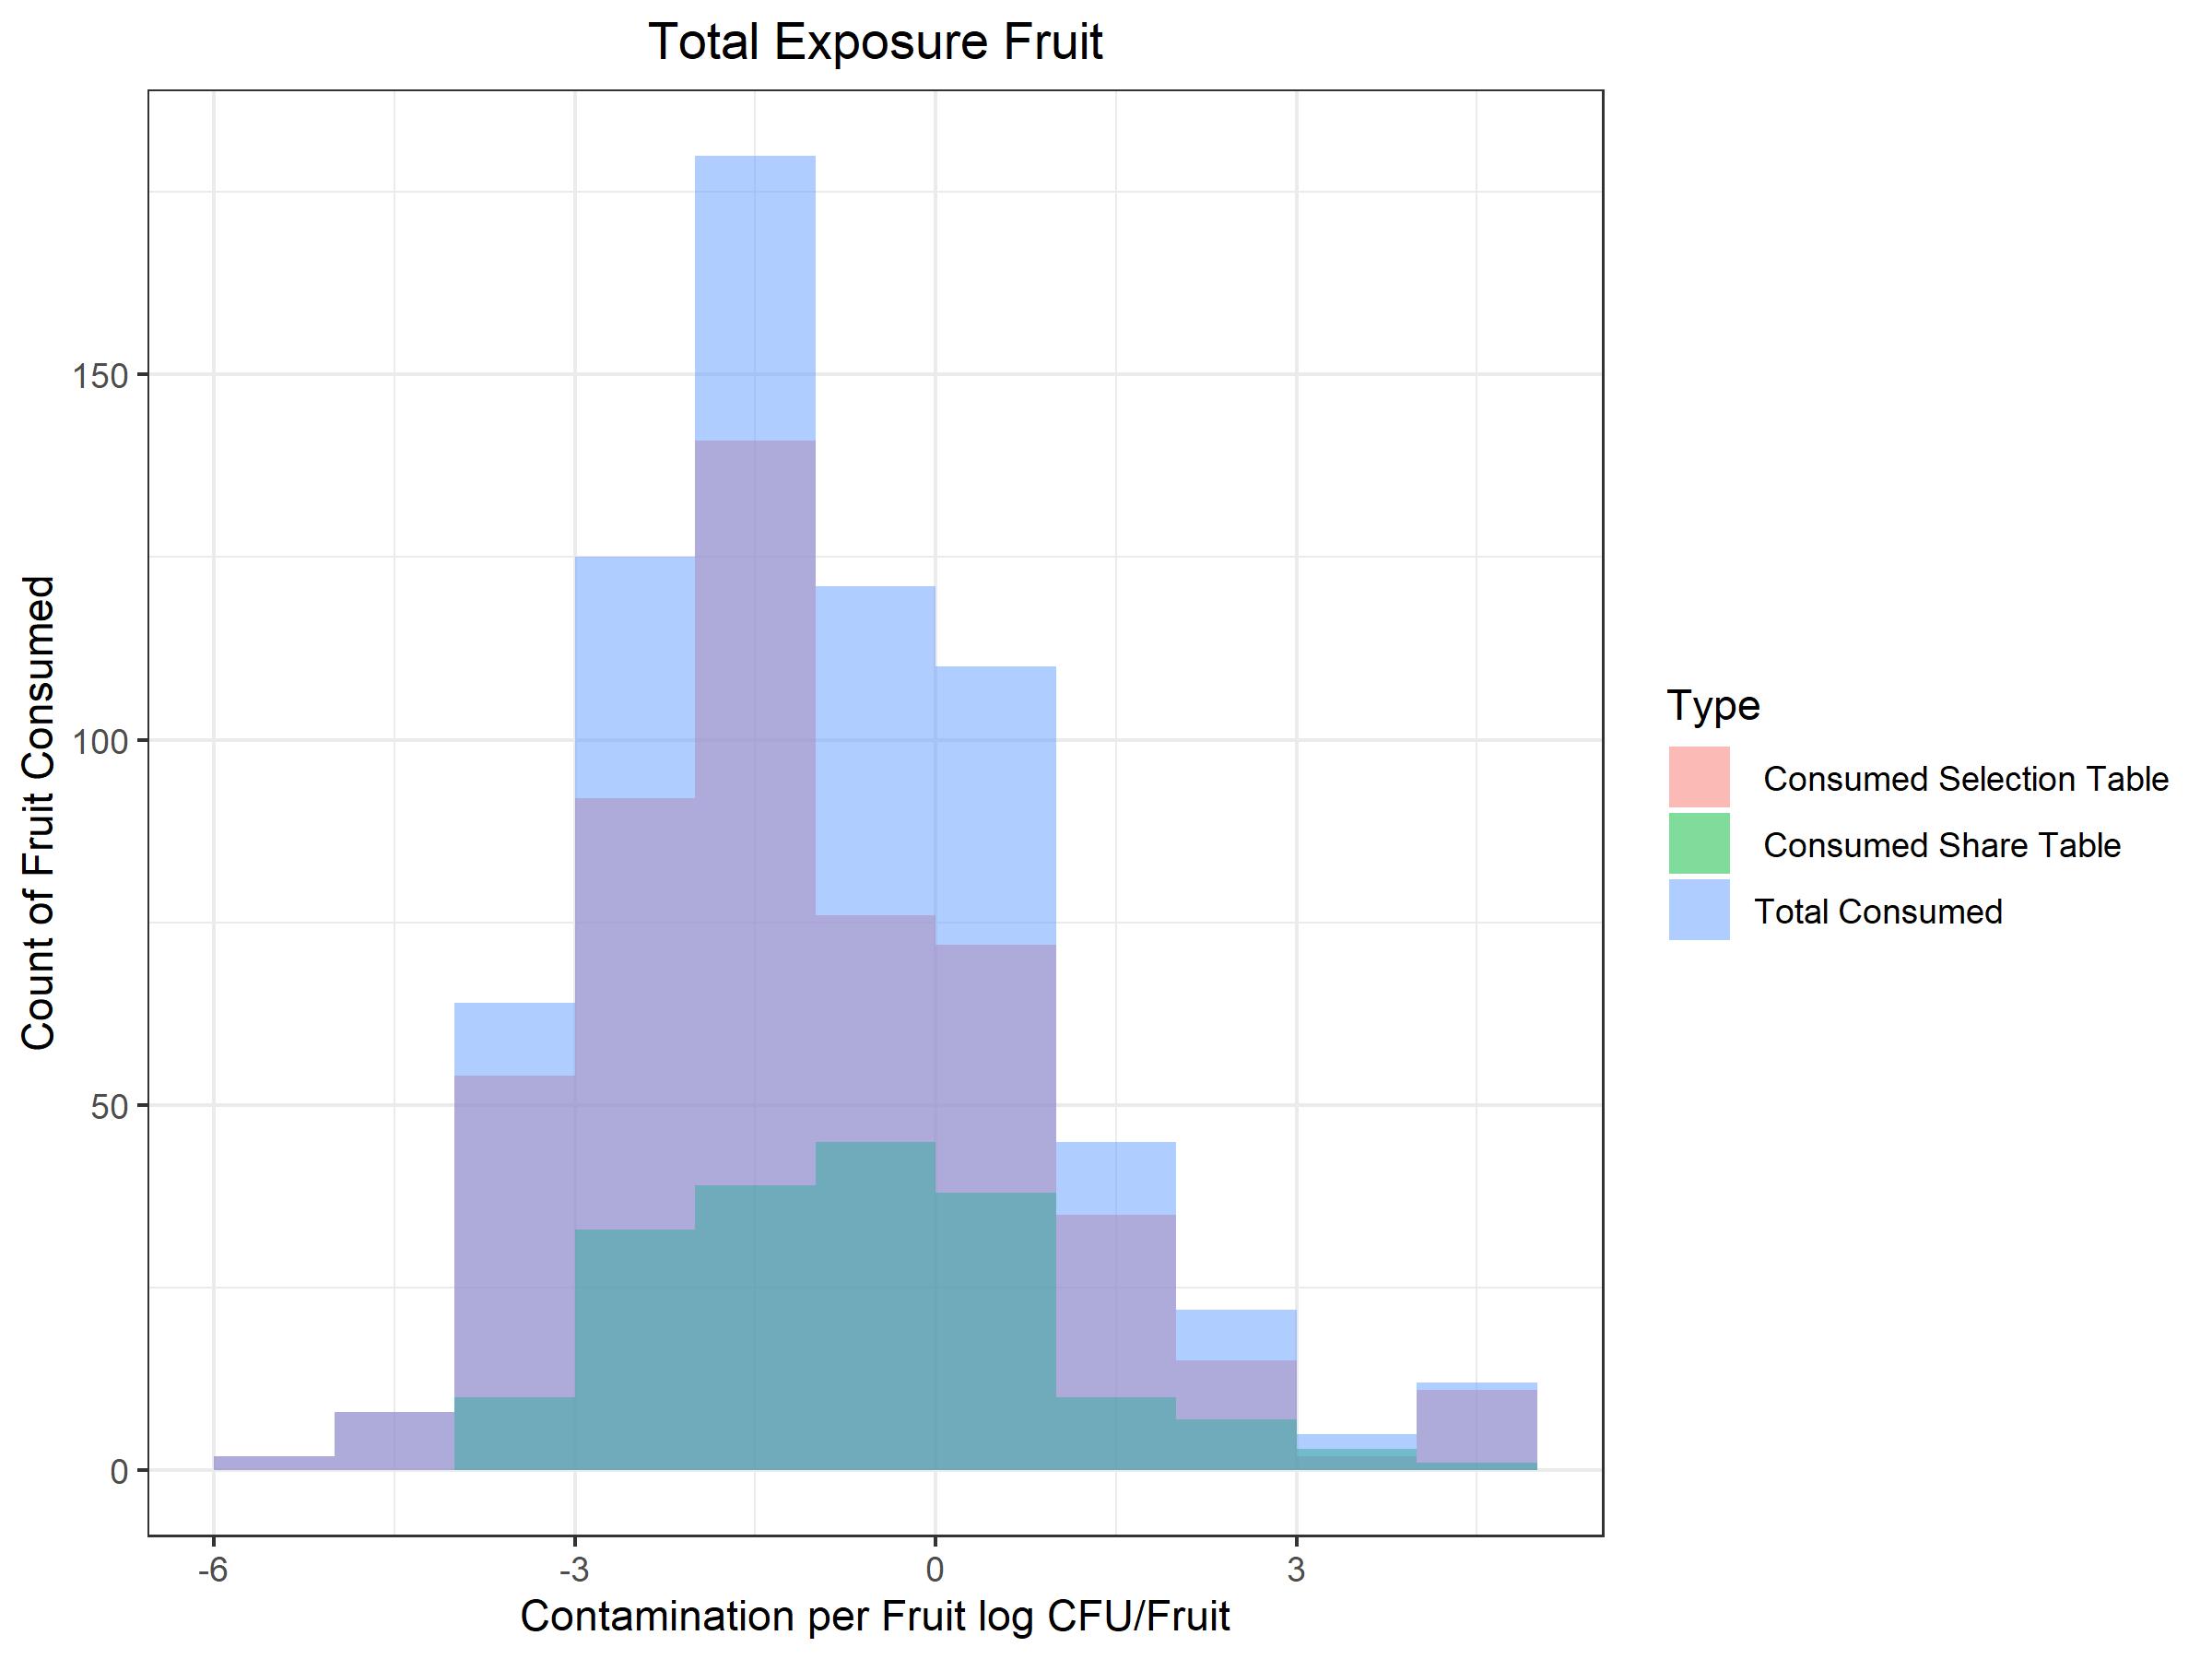 Total Exposure Fruit
Count of Fruit Consumed
150
100
50
0
-6
-3
0
3
Contamination per Fruit log CFU/Fruit
Type
Consumed Selection Table
Consumed Share Table
Total Consumed